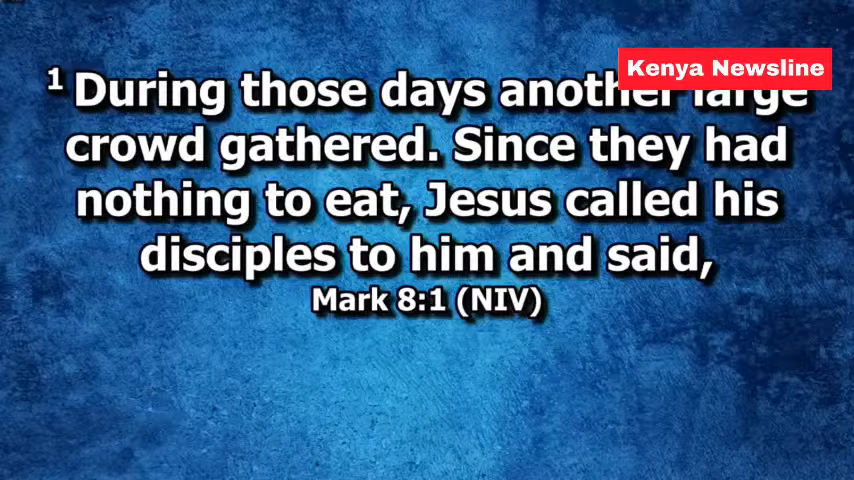 Kenya Newsline
1 During those days another large
crowd gathered. Since they had
nothing to eat, Jesus called his
disciples to him and said,
Mark 8:1 (NIV)